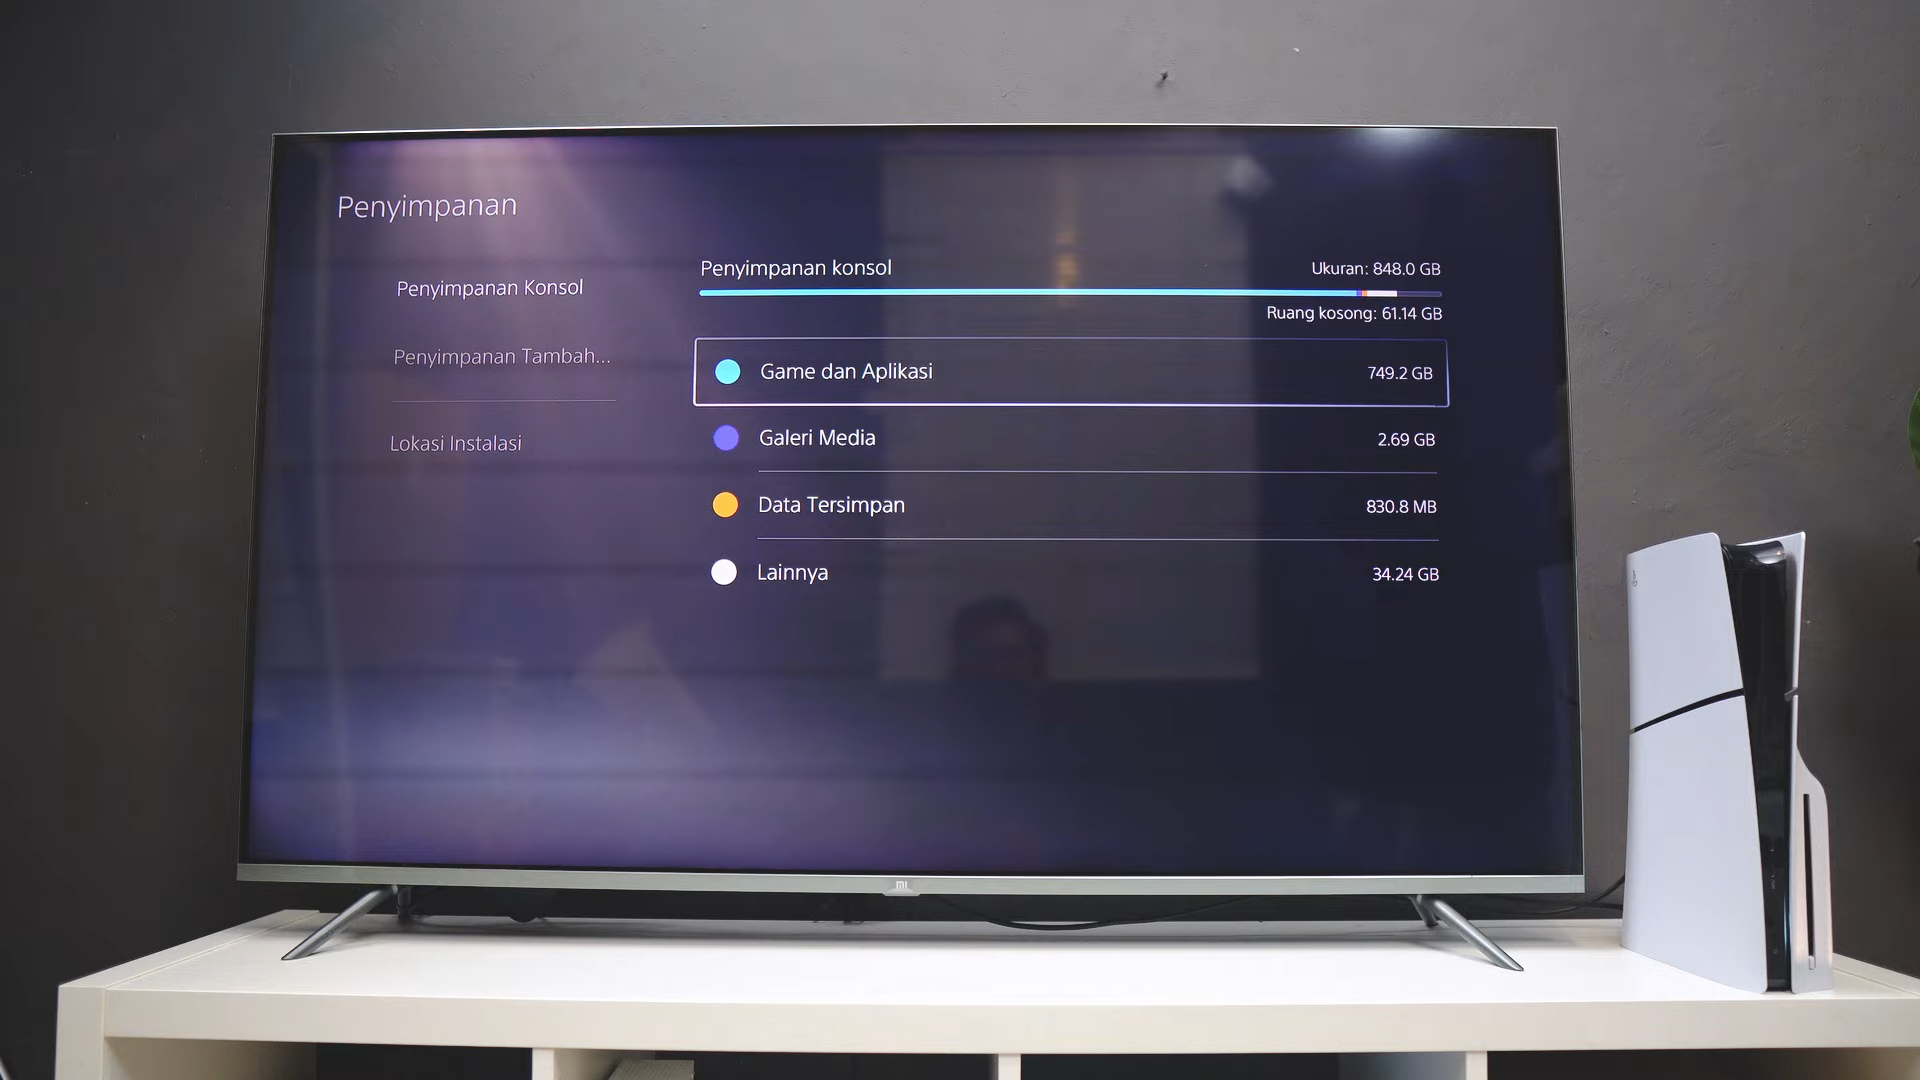 Penyimpanan
Penyimpanan Konsol
Penyimpanan Tambah...
Lokasi Instalasi
Penyimpanan konsol
Ukuran: 848.0 GB
Ruang kosong: 61.14 GB
Game dan Aplikasi 749.2 GB
Galeri Media 2.69 GB
Data Tersimpan 830.8 MB
Lainnya 34.24 GB
mi